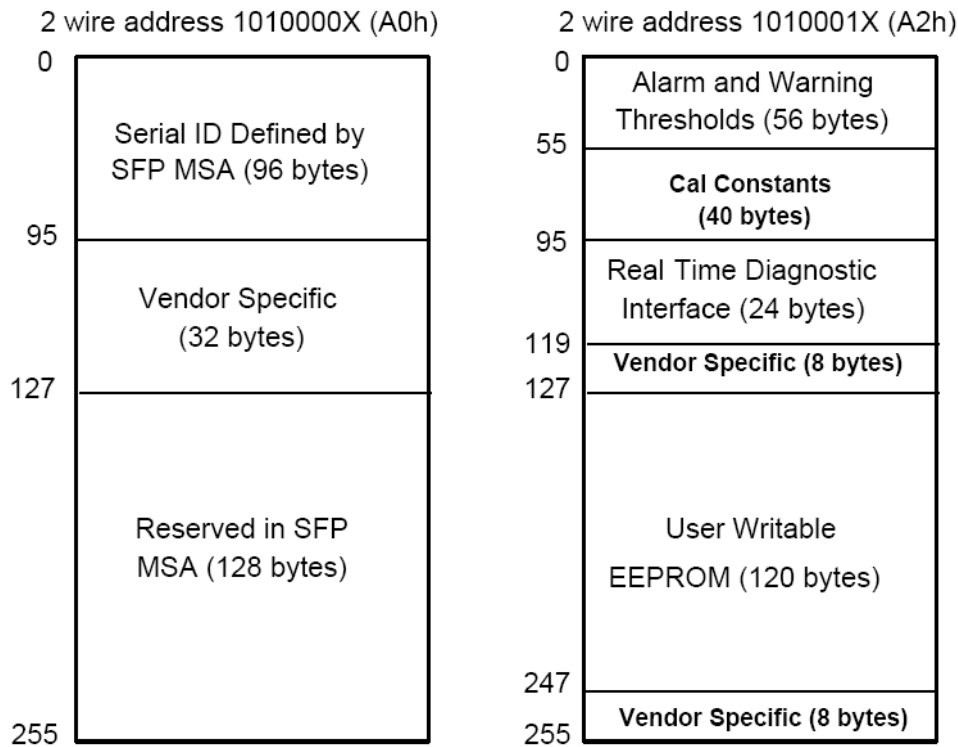 2 wire address 1010000X (A0h)
0
Serial ID Defined by
SFP MSA (96 bytes)
95
Vendor Specific
(32 bytes)
127
Reserved in SFP
MSA (128 bytes)
255
2 wire address 1010001X (A2h)
0
Alarm and Warning
Thresholds (56 bytes)
55
Cal Constants
(40 bytes)
95
Real Time Diagnostic
Interface (24 bytes)
119
Vendor Specific (8 bytes)
127
User Writable
EEPROM (120 bytes)
247
Vendor Specific (8 bytes)
255